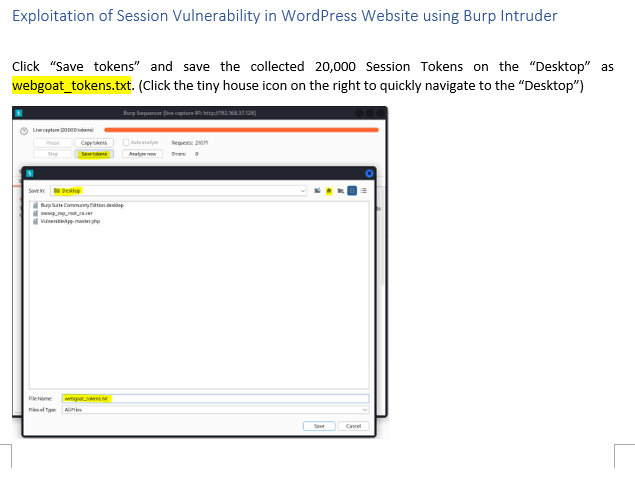 Exploitation of Session Vulnerability in WordPress Website using Burp Intruder
Click “Save tokens” and save the collected 20,000 Session Tokens on the “Desktop” as
webgoat_tokens.txt. (Click the tiny house icon on the right to quickly navigate to the “Desktop”)
Burp Sequencer [live capture #1: http://192.168.37.128]
Live capture (20000 tokens)
Pause
Copy tokens
Auto analyze
Requests: 21071
Stop
Save tokens
Analyze now
Errors: 0
Save In:
Desktop
Burp Suite Community Edition.desktop
owasp_zap_root_ca.cer
VulnerableApp-master.php
File Name:
webgoat_tokens.txt
Files of Type:
All Files
Save
Cancel